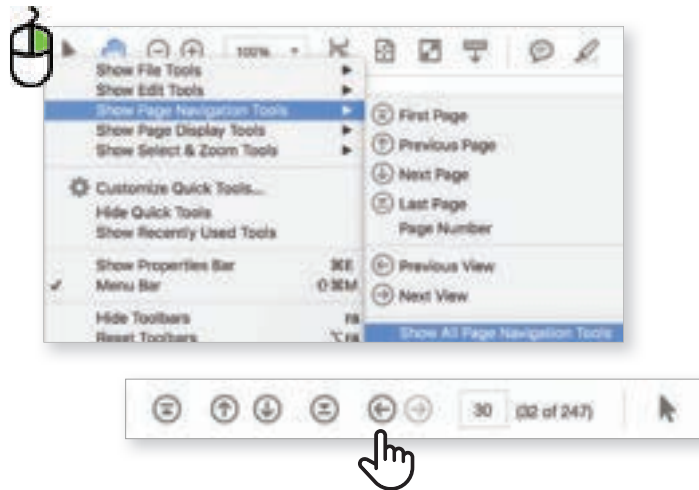 100%
Show File Tools
Show Edit Tools
Show Page Navigation Tools
Show Page Display Tools
Show Select & Zoom Tools
Customize Quick Tools...
Hide Quick Tools
Show Recently Used Tools
Show Properties Bar ⌘E
✓ Menu Bar ⇧⌘M
Hide Toolbars F8
Reset Toolbars ⌥F8
First Page
Previous Page
Next Page
Last Page
Page Number
Previous View
Next View
Show All Page Navigation Tools
30 (32 of 247)